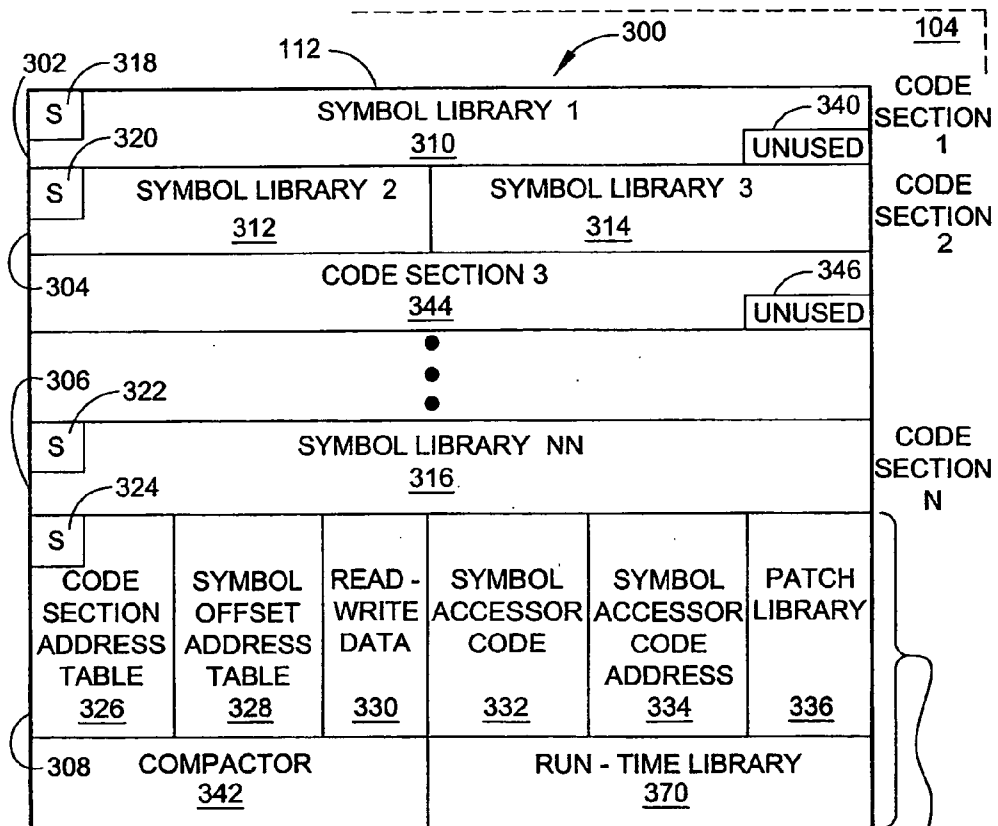 300
104
302
318
112
CODE
SECTION
1
S
SYMBOL LIBRARY 1
310
340
UNUSED
320
S
SYMBOL LIBRARY 2
312
SYMBOL LIBRARY 3
314
CODE
SECTION
2
304
CODE SECTION 3
344
346
UNUSED
306
322
S
SYMBOL LIBRARY NN
316
CODE
SECTION
N
324
S
CODE
SECTION
ADDRESS
TABLE
326
SYMBOL
OFFSET
ADDRESS
TABLE
328
READ -
WRITE
DATA
330
SYMBOL
ACCESSOR
CODE
332
SYMBOL
ACCESSOR
CODE
ADDRESS
334
PATCH
LIBRARY
336
308
COMPACTOR
342
RUN - TIME LIBRARY
370